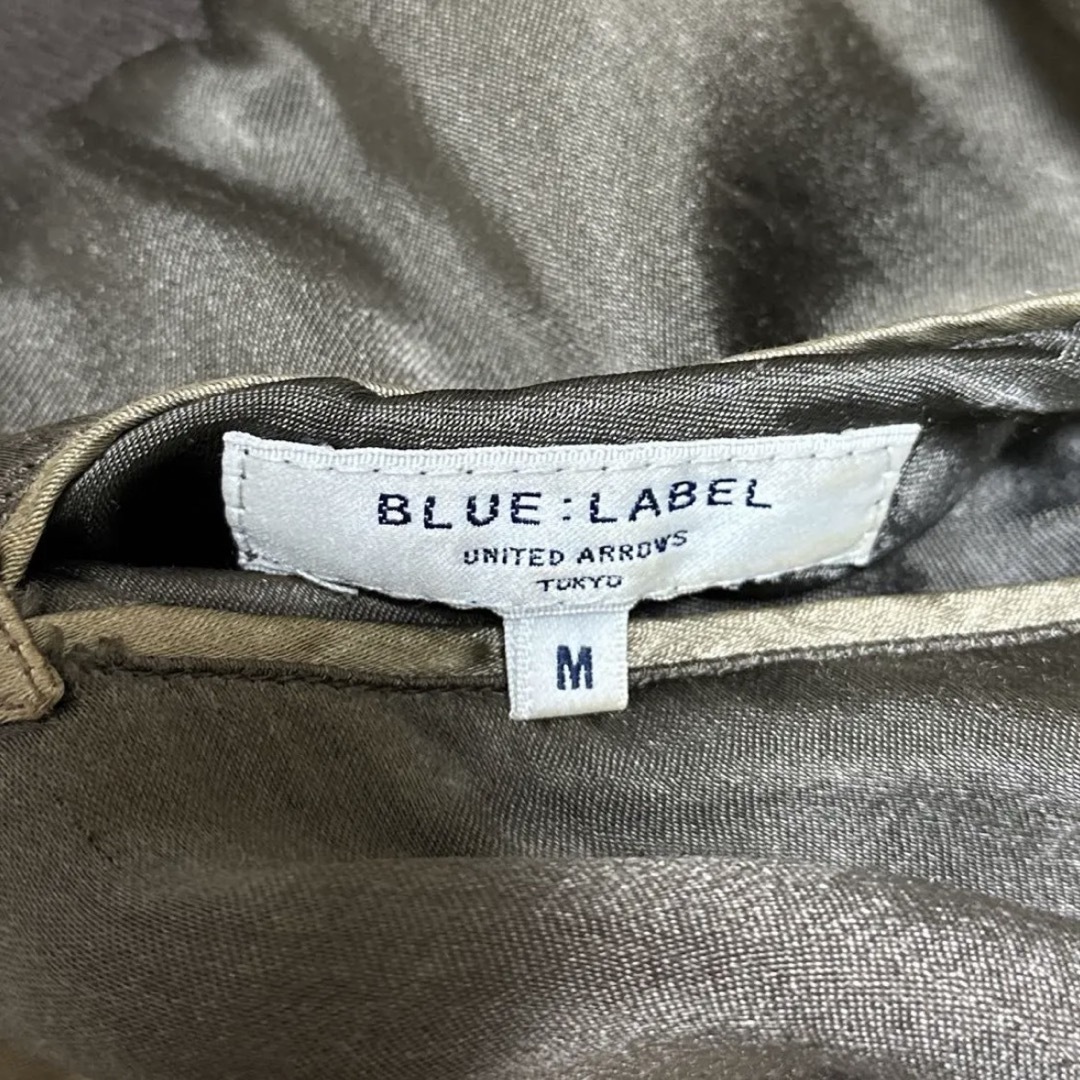 BLUE : LABEL
UNITED ARROWS
TOKYO
M